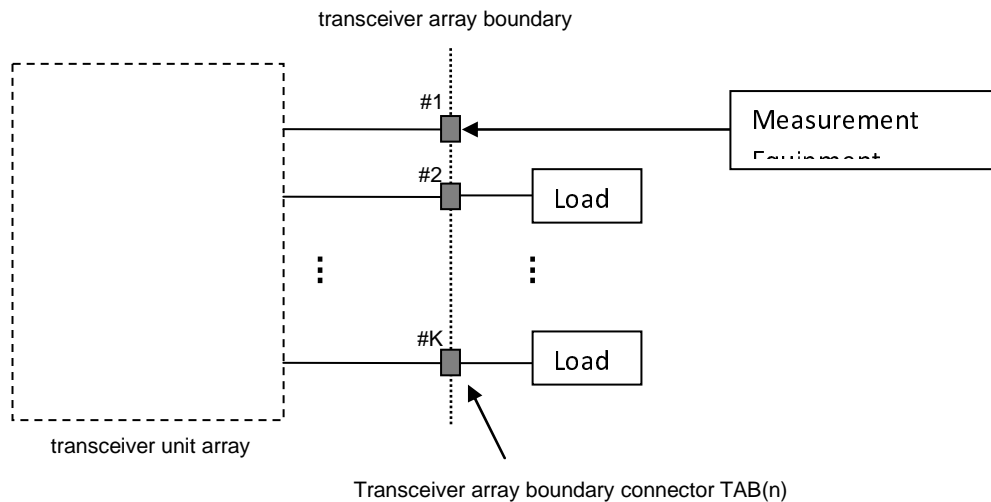 transceiver array boundary
#1
Measurement
#2
Load
#K
Load
transceiver unit array
Transceiver array boundary connector TAB(n)